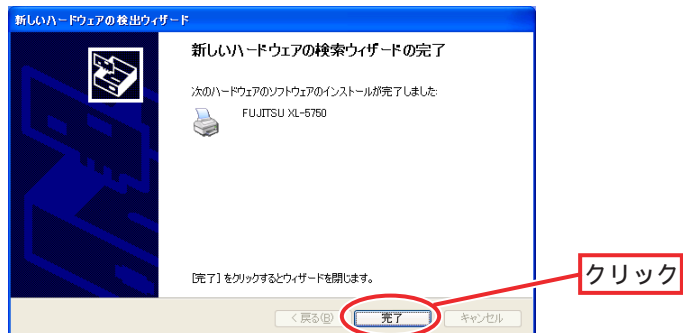 新しいハードウェアの検出ウィザード
新しいハードウェアの検索ウィザードの完了
次のハードウェアのソフトウェアのインストールが完了しました:
FUJITSU XL-5750
[完了] をクリックするとウィザードを閉じます。
クリック
< 戻る(B)
完了
キャンセル